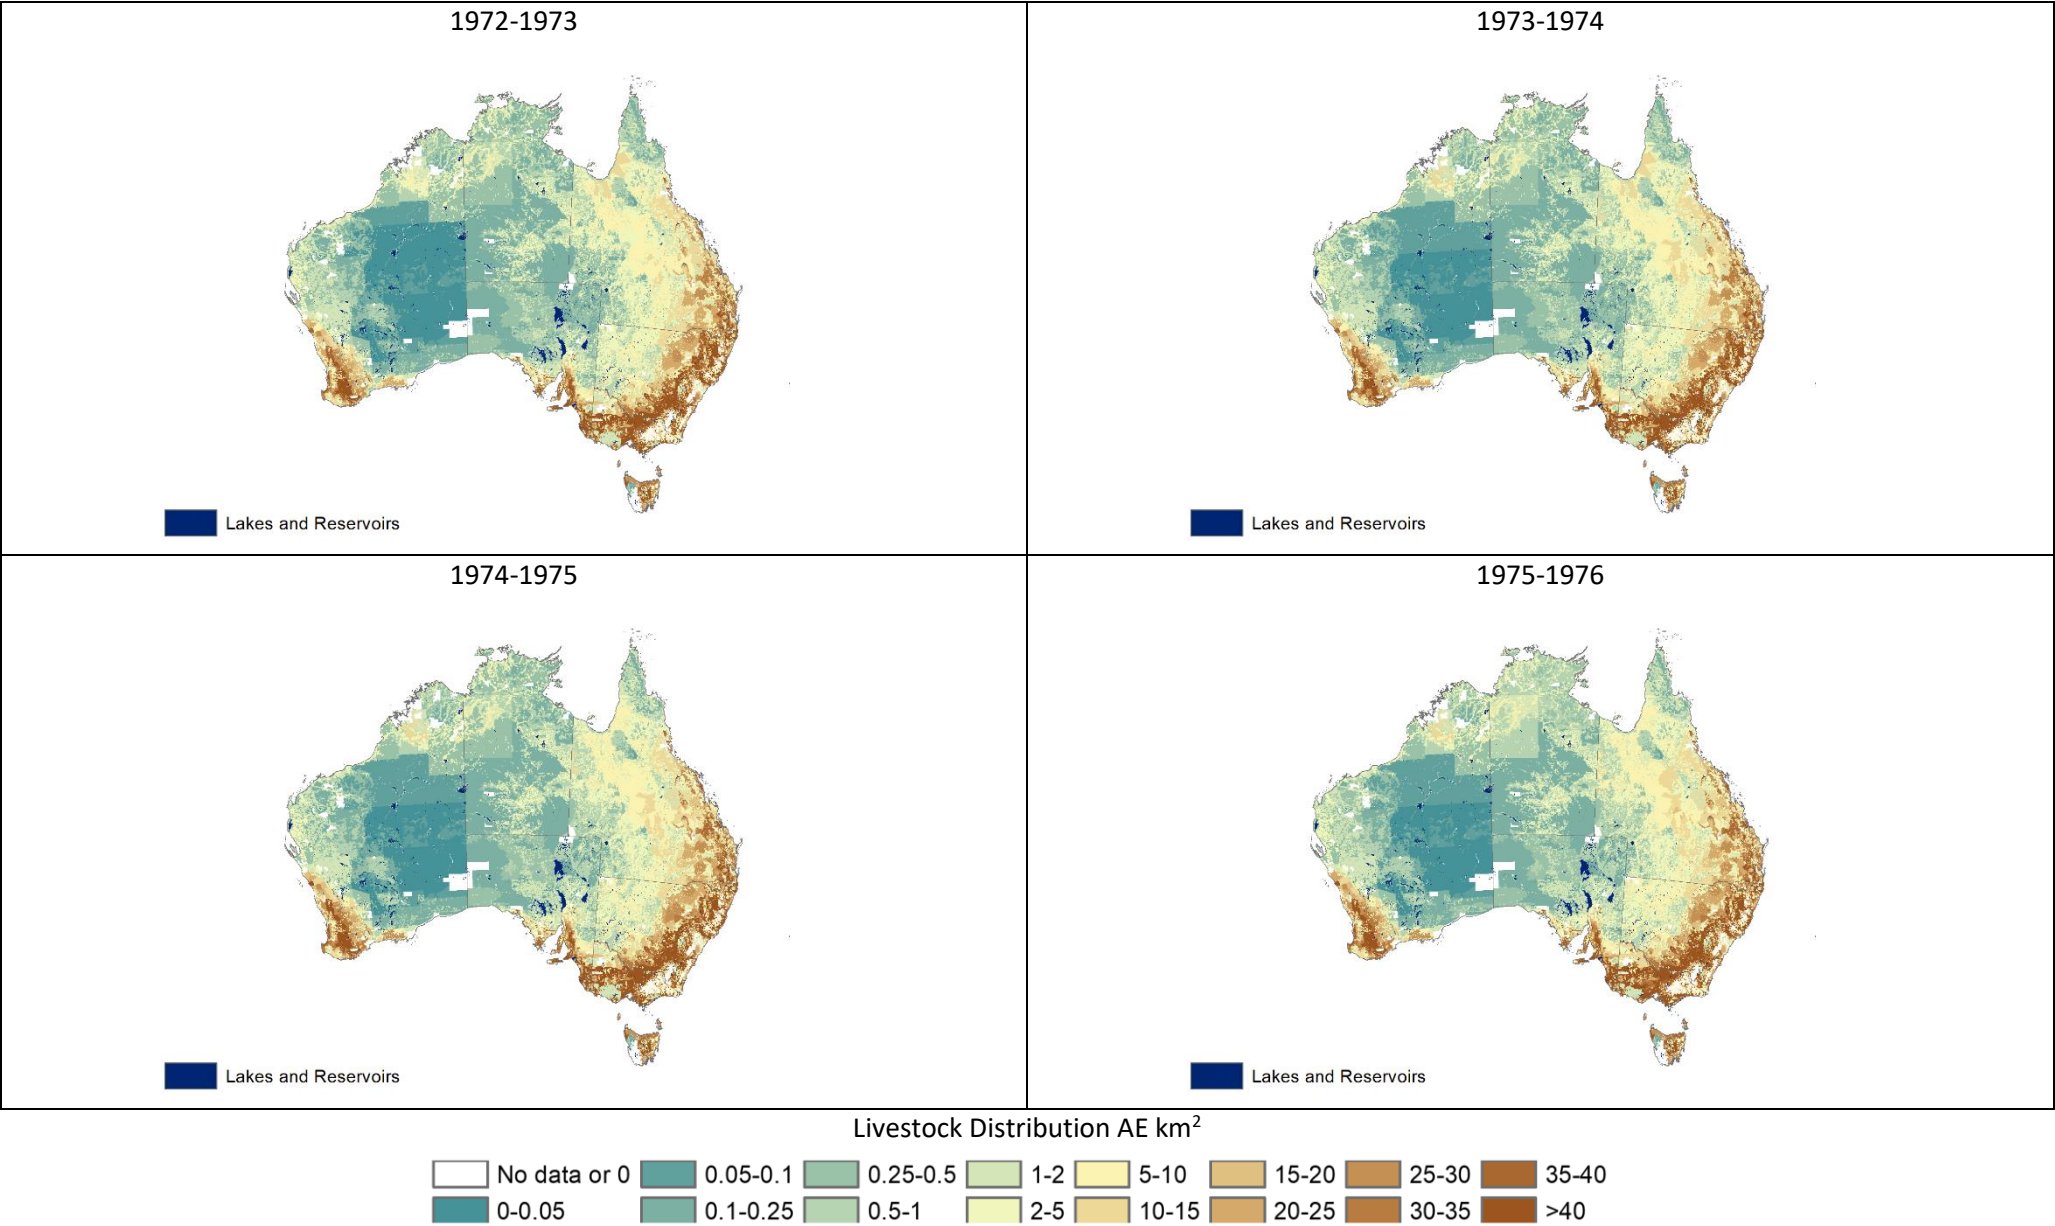 1972-1973
1973-1974
Lakes and Reservoirs
Lakes and Reservoirs
1974-1975
1975-1976
Lakes and Reservoirs
Lakes and Reservoirs
Livestock Distribution AE km²
No data or 0 0.05-0.1 0.25-0.5 1-2 5-10 15-20 25-30 35-40
0-0.05 0.1-0.25 0.5-1 2-5 10-15 20-25 30-35 >40